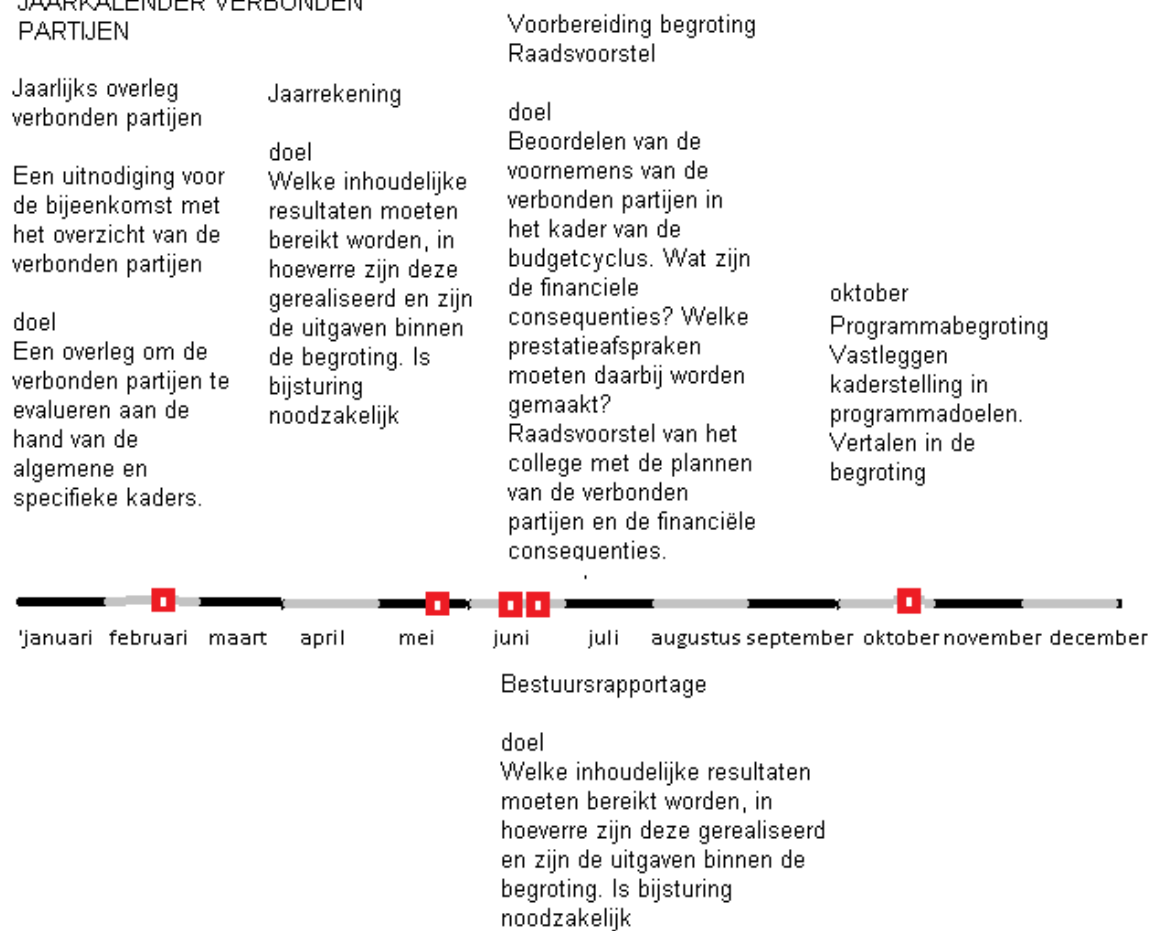 JAARKALENDER VERBONDEN
PARTIJEN
Jaarlijks overleg
verbonden partijen
Een uitnodiging voor
de bijeenkomst met
het overzicht van de
verbonden partijen
doel
Een overleg om de
verbonden partijen te
evalueren aan de
hand van de
algemene en
specifieke kaders.
Jaarrekening
doel
Welke inhoudelijke
resultaten moeten
bereikt worden, in
hoeverre zijn deze
gerealiseerd en zijn
de uitgaven binnen
de begroting. Is
bijsturing
noodzakelijk
Voorbereiding begroting
Raadsvoorstel
doel
Beoordelen van de
voornemens van de
verbonden partijen in
het kader van de
budgetcyclus. Wat zijn
de financiele
consequenties? Welke
prestatieafspraken
moeten daarbij worden
gemaakt?
Raadsvoorstel van het
college met de plannen
van de verbonden
partijen en de financiële
consequenties.
oktober
Programmabegroting
Vastleggen
kaderstelling in
programmadoelen.
Vertalen in de
begroting
'januari februari maart april mei juni juli augustus september oktober november december
Bestuursrapportage
doel
Welke inhoudelijke resultaten
moeten bereikt worden, in
hoeverre zijn deze gerealiseerd
en zijn de uitgaven binnen de
begroting. Is bijsturing
noodzakelijk